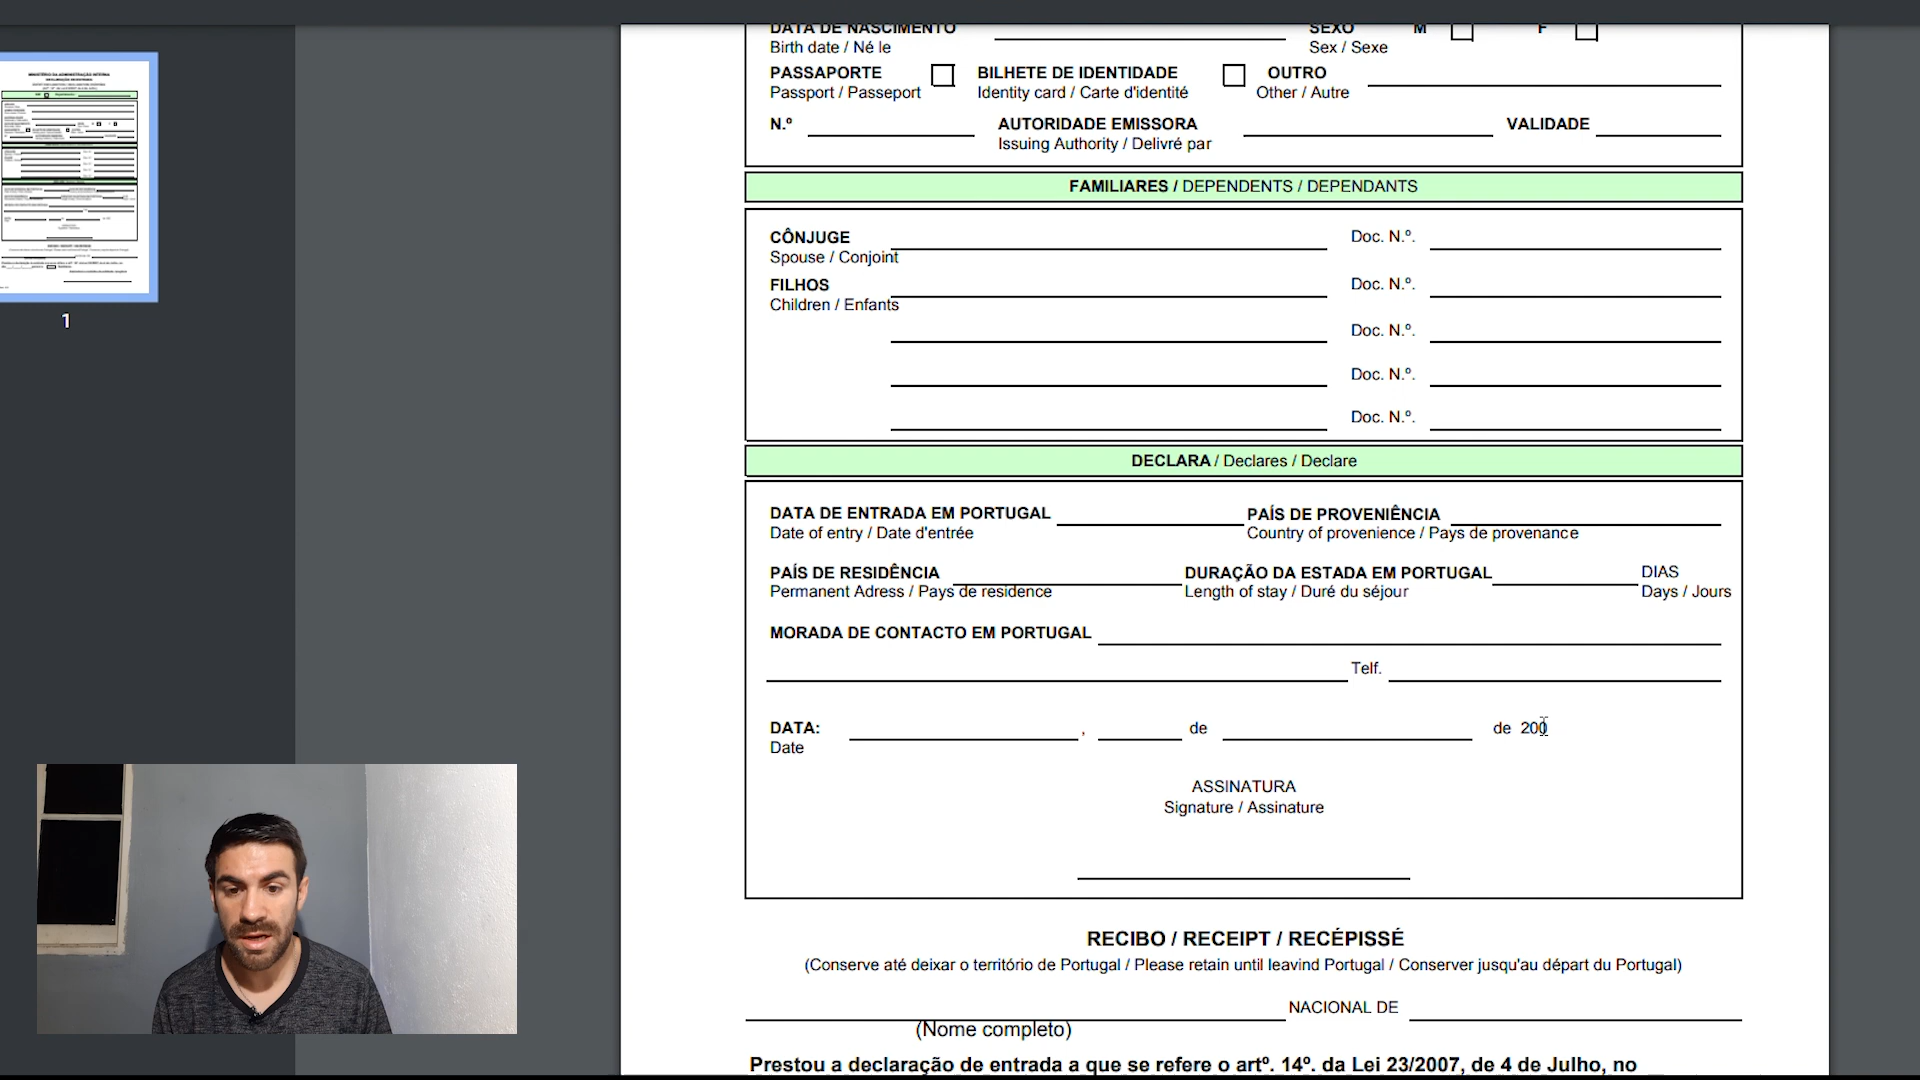 DATA DE NASCIMENTO SEXO M F
Birth date / Né le Sex / Sexe
PASSAPORTE BILHETE DE IDENTIDADE OUTRO
Passport / Passeport Identity card / Carte d'identité Other / Autre
N.º AUTORIDADE EMISSORA VALIDADE
Issuing Authority / Delivré par
FAMILIARES / DEPENDENTS / DEPENDANTS
CÔNJUGE Doc. N.º.
Spouse / Conjoint
FILHOS Doc. N.º.
Children / Enfants
Doc. N.º.
Doc. N.º.
Doc. N.º.
DECLARA / Declares / Declare
DATA DE ENTRADA EM PORTUGAL PAÍS DE PROVENIÊNCIA
Date of entry / Date d'entrée Country of provenience / Pays de provenance
PAÍS DE RESIDÊNCIA DURAÇÃO DA ESTADA EM PORTUGAL DIAS
Permanent Adress / Pays de residence Length of stay / Duré du séjour Days / Jours
MORADA DE CONTACTO EM PORTUGAL
Telf.
DATA: , de de 200
Date
ASSINATURA
Signature / Assinature
RECIBO / RECEIPT / RECÉPISSÉ
(Conserve até deixar o território de Portugal / Please retain until leavind Portugal / Conserver jusqu'au départ du Portugal)
NACIONAL DE
(Nome completo)
Prestou a declaração de entrada a que se refere o artº. 14º. da Lei 23/2007, de 4 de Julho, no
1